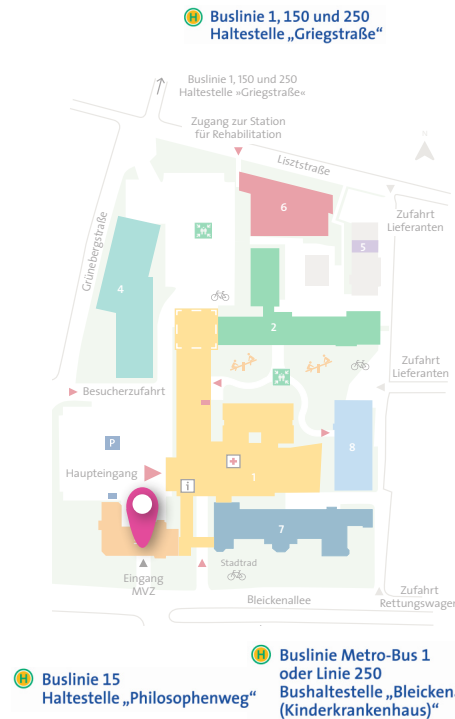 H Buslinie 1, 150 und 250
Haltestelle „Griegstraße“
Buslinie 1, 150 und 250
Haltestelle »Griegstraße«
Zugang zur Station
für Rehabilitation
Lisztstraße
N
Grünebergstraße
6
Zufahrt
Lieferanten
5
4
2
Zufahrt
Lieferanten
Besucherzufahrt
P
8
Haupteingang
1
i
7
Eingang
MVZ
Stadtrad
Bleickenallee
Zufahrt
Rettungswagen
H Buslinie 15
Haltestelle „Philosophenweg“
H Buslinie Metro-Bus 1
oder Linie 250
Bushaltestelle „Bleicken
(Kinderkrankenhaus)“